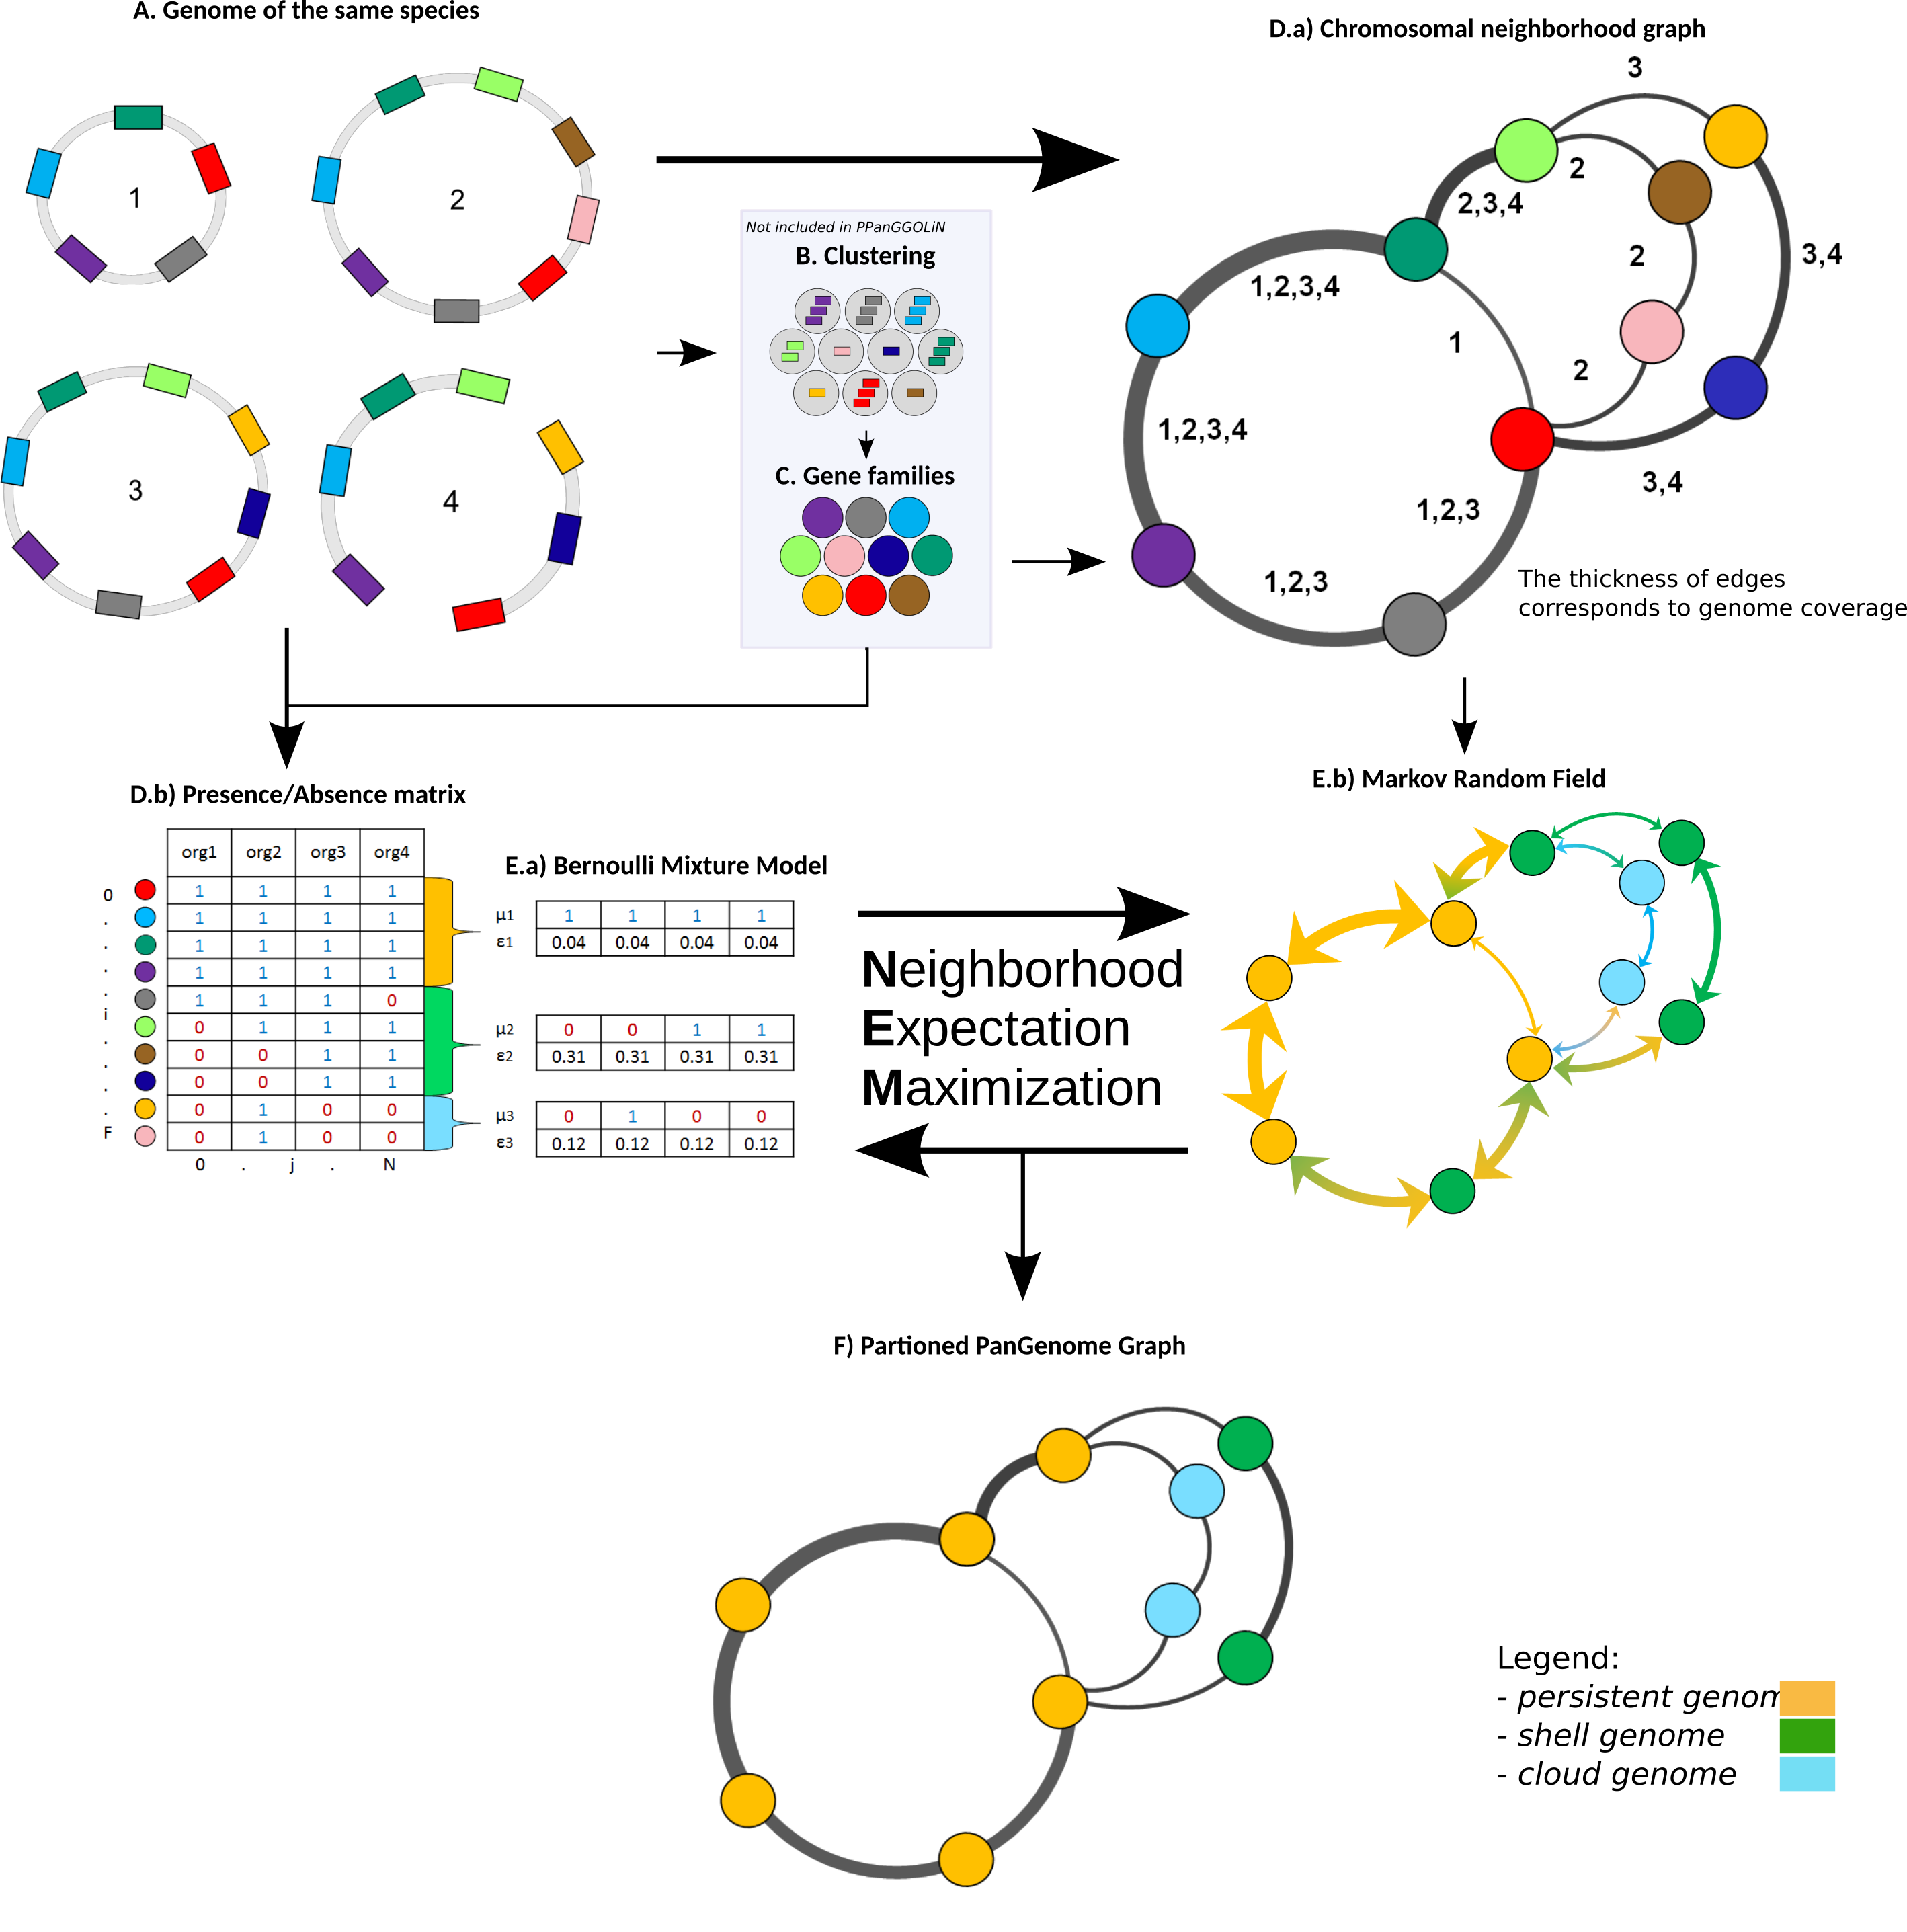 A. Genome of the same species
1
2
3
4
Not included in PPanGGOLiN
B. Clustering
C. Gene families
D.a) Chromosomal neighborhood graph
3
2
2,3,4
3,4
2
1,2,3,4
1
2
1,2,3,4
3,4
1,2,3
1,2,3
The thickness of edges
corresponds to genome coverage
D.b) Presence/Absence matrix
org1 org2 org3 org4
0 1 1 1 1
. 1 1 1 1
. 1 1 1 1
. 1 1 1 1
. 1 1 1 0
i 0 1 1 1
. 0 0 1 1
. 0 0 1 1
. 0 1 0 0
F 0 1 0 0
0 . j . N
E.a) Bernoulli Mixture Model
μ1 1 1 1 1
ε1 0.04 0.04 0.04 0.04
μ2 0 0 1 1
ε2 0.31 0.31 0.31 0.31
μ3 0 1 0 0
ε3 0.12 0.12 0.12 0.12
Neighborhood
Expectation
Maximization
E.b) Markov Random Field
F) Partioned PanGenome Graph
Legend:
- persistent genom
- shell genome
- cloud genome